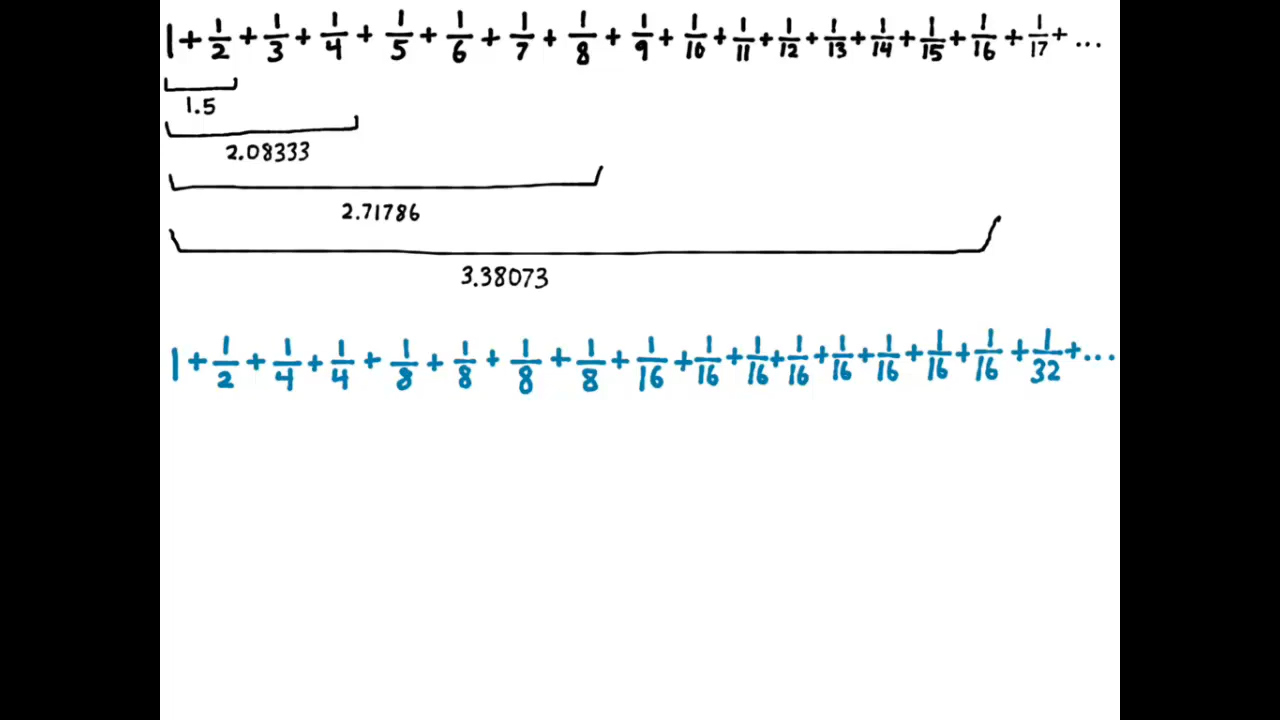 1 + 1/2 + 1/3 + 1/4 + 1/5 + 1/6 + 1/7 + 1/8 + 1/9 + 1/10 + 1/11 + 1/12 + 1/13 + 1/14 + 1/15 + 1/16 + 1/17 + ...
1.5
2.08333
2.71786
3.38073
1 + 1/2 + 1/4 + 1/4 + 1/8 + 1/8 + 1/8 + 1/8 + 1/16 + 1/16 + 1/16 + 1/16 + 1/16 + 1/16 + 1/16 + 1/16 + 1/32 + ...